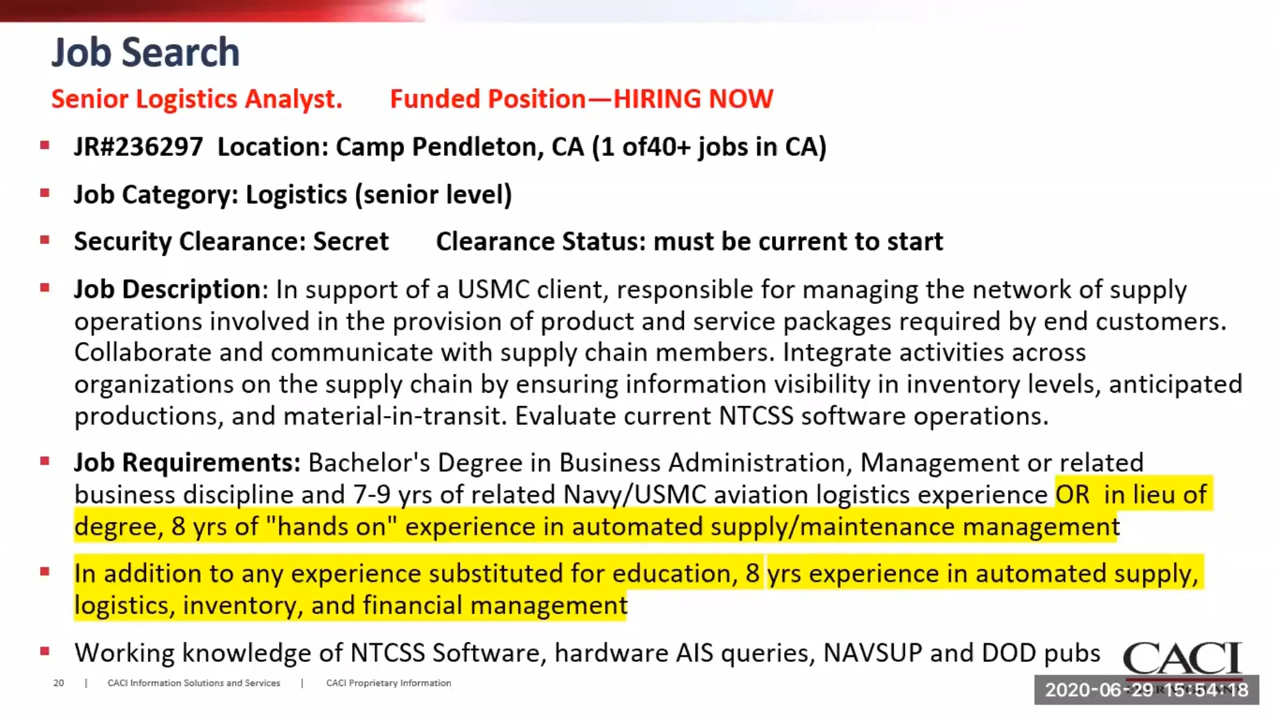 Job Search
Senior Logistics Analyst. Funded Position—HIRING NOW
▪ JR#236297 Location: Camp Pendleton, CA (1 of40+ jobs in CA)
▪ Job Category: Logistics (senior level)
▪ Security Clearance: Secret Clearance Status: must be current to start
▪ Job Description: In support of a USMC client, responsible for managing the network of supply
operations involved in the provision of product and service packages required by end customers.
Collaborate and communicate with supply chain members. Integrate activities across
organizations on the supply chain by ensuring information visibility in inventory levels, anticipated
productions, and material-in-transit. Evaluate current NTCSS software operations.
▪ Job Requirements: Bachelor's Degree in Business Administration, Management or related
business discipline and 7-9 yrs of related Navy/USMC aviation logistics experience OR in lieu of
degree, 8 yrs of "hands on" experience in automated supply/maintenance management
▪ In addition to any experience substituted for education, 8 yrs experience in automated supply,
logistics, inventory, and financial management
▪ Working knowledge of NTCSS Software, hardware AIS queries, NAVSUP and DOD pubs
CACI
20 | CACI Information Solutions and Services | CACI Proprietary Information
2020-06-29 15:54:18